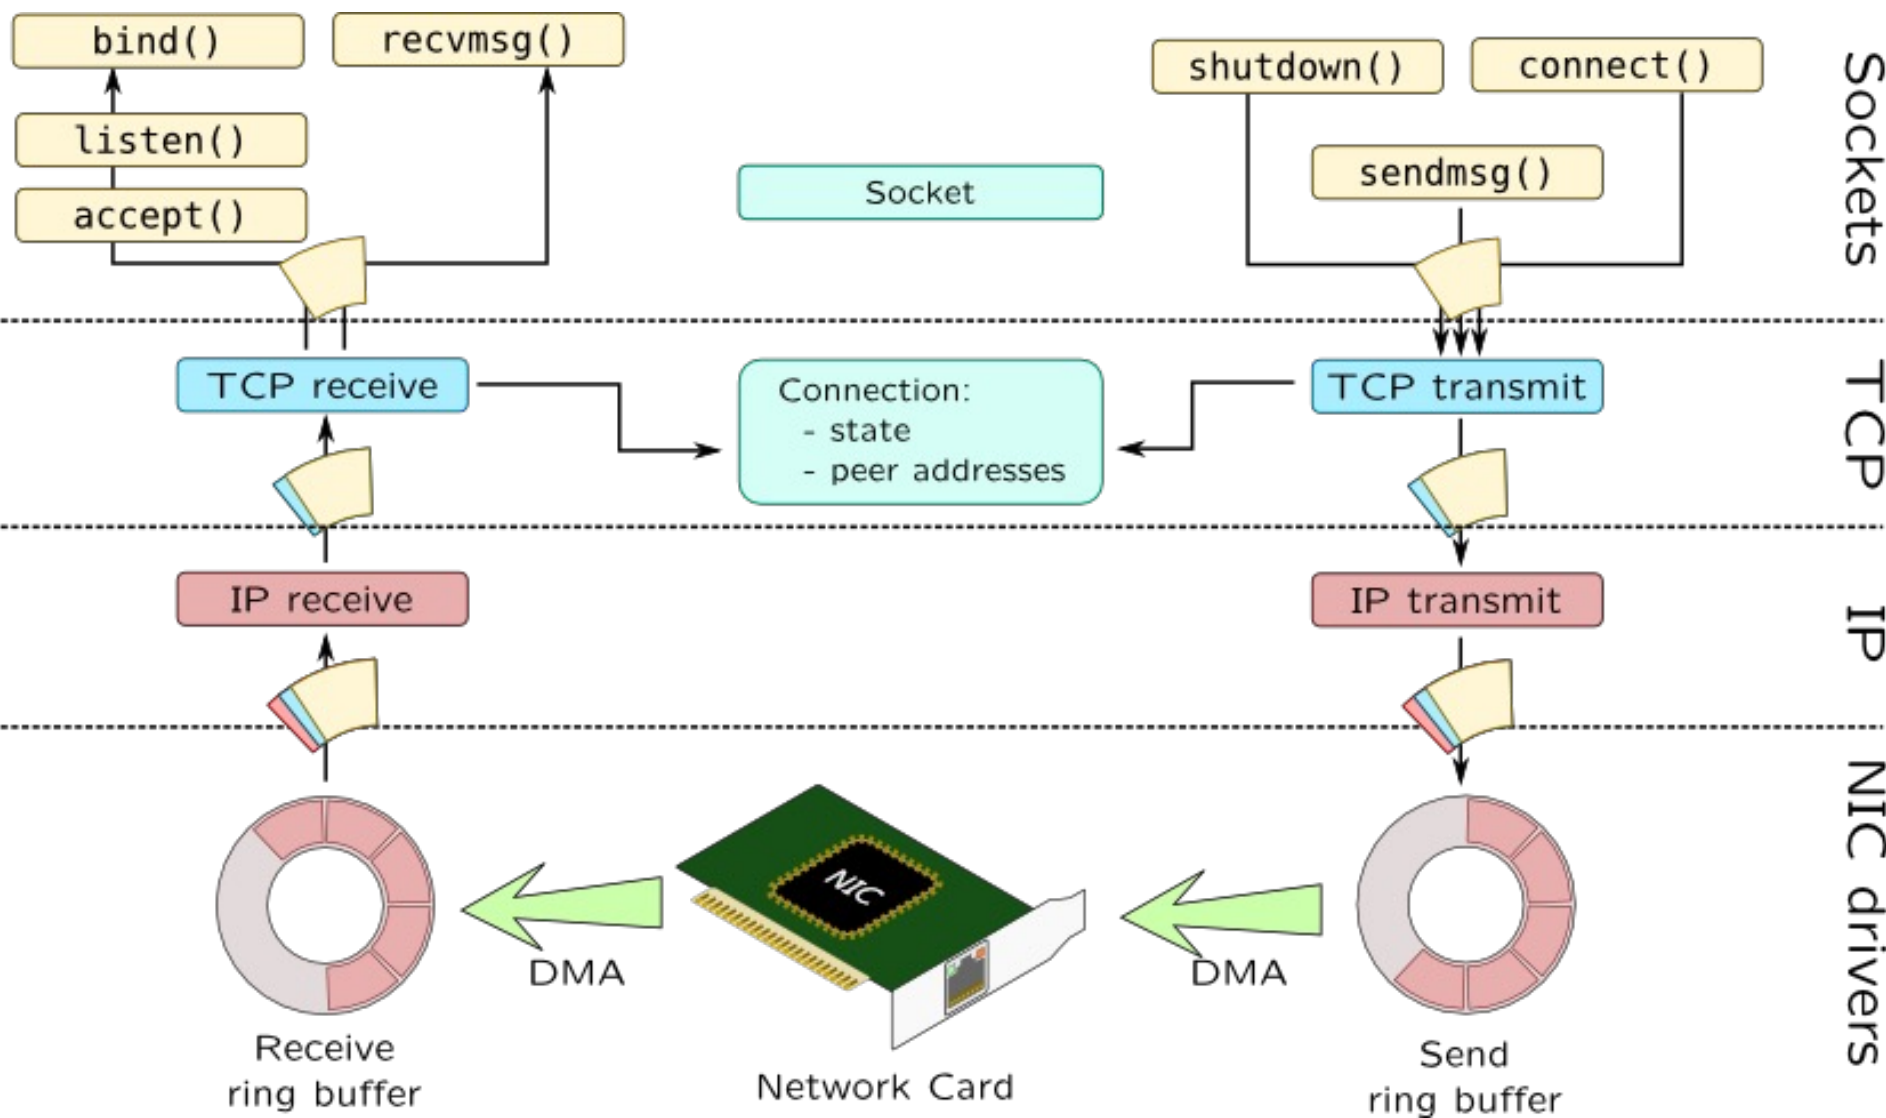 bind()
recvmsg()
listen()
accept()
shutdown()
connect()
sendmsg()
Socket
Sockets
TCP receive
Connection:
- state
- peer addresses
TCP transmit
TCP
IP receive
IP transmit
IP
NIC
DMA
DMA
NIC drivers
Receive
ring buffer
Network Card
Send
ring buffer